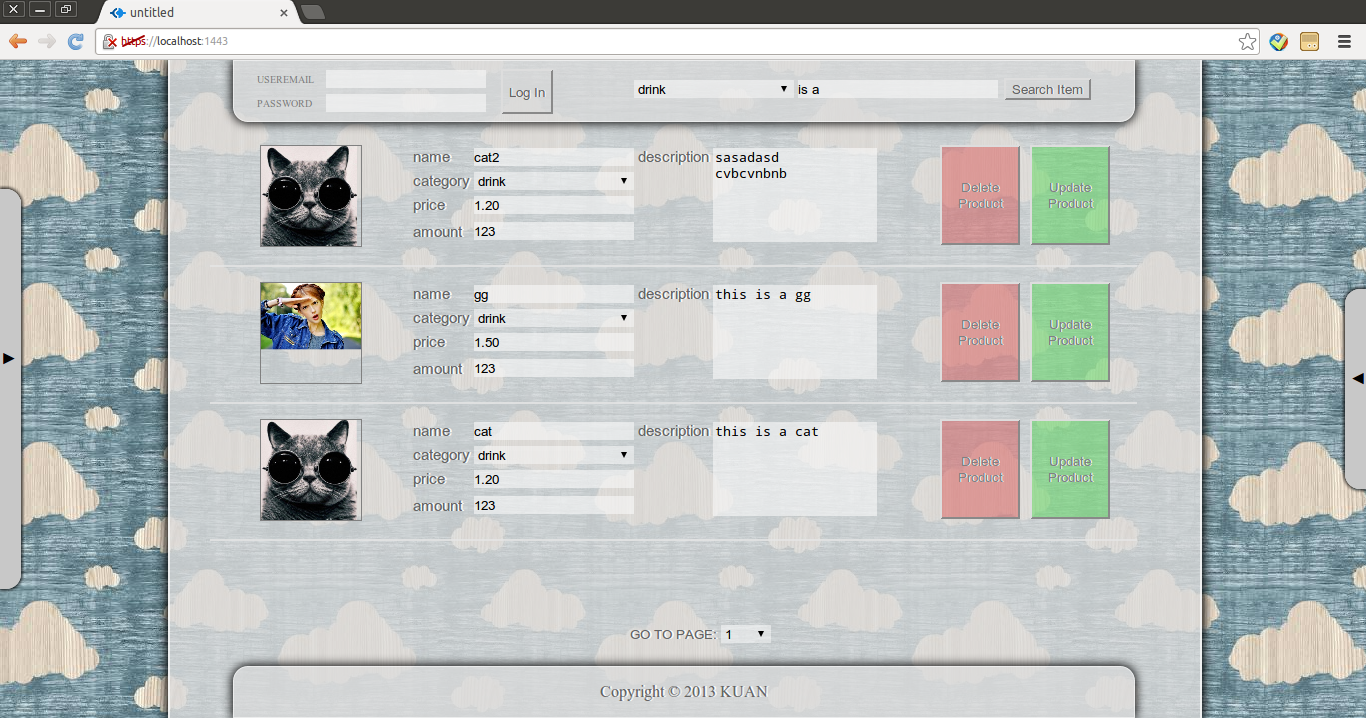 untitled
https://localhost:1443
USEREMAIL
PASSWORD
Log In
drink
is a
Search Item
name cat2
category drink
price 1.20
amount 123
description sasadasd
cvbcvnbnb
Delete
Product
Update
Product
name gg
category drink
price 1.50
amount 123
description this is a gg
Delete
Product
Update
Product
name cat
category drink
price 1.20
amount 123
description this is a cat
Delete
Product
Update
Product
GO TO PAGE: 1
Copyright © 2013 KUAN